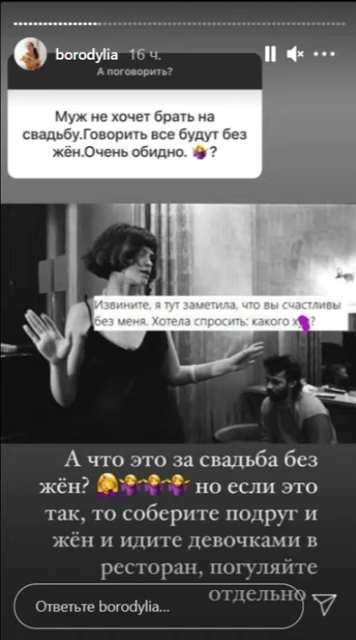 borodylia 16 ч.
А поговорить?
Муж не хочет брать на
свадьбу.Говорить все будут без
жён.Очень обидно. 🤷‍♀️?
Извините, я тут заметила, что вы счастливы
без меня. Хотела спросить: какого х
?
А что это за свадьба без
жён? 🤦‍♀️🤷‍♀️🤷‍♀️🤷‍♀️ но если это
так, то соберите подруг и
жён и идите девочками в
ресторан, погуляйте
отдельно
Ответьте borodylia...